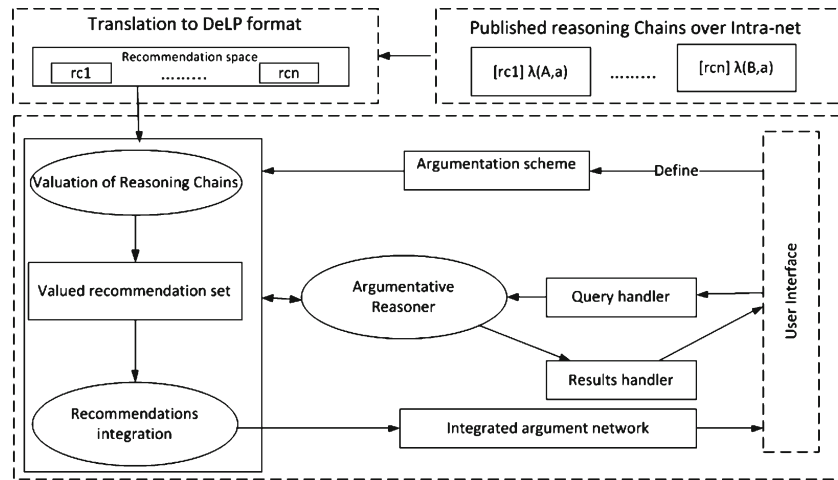 Translation to DeLP format
Recommendation space
rc1 ......... rcn
Published reasoning Chains over Intra-net
[rc1] λ(A,a) ......... [rcn] λ(B,a)
Valuation of Reasoning Chains
Argumentation scheme
Define
User Interface
Valued recommendation set
Argumentative
Reasoner
Query handler
Results handler
Recommendations
integration
Integrated argument network